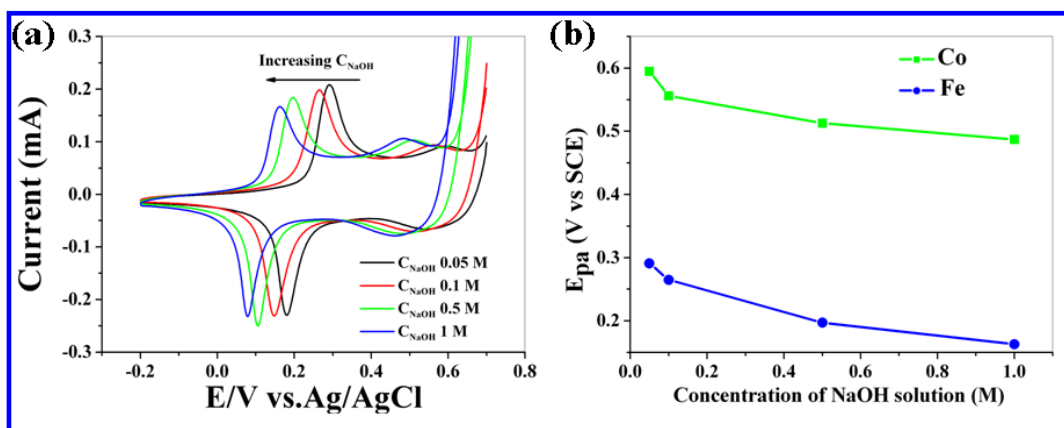 (a)
Increasing C_NaOH
Current (mA)
0.3
0.2
0.1
0.0
-0.1
-0.2
-0.3
C_NaOH 0.05 M
C_NaOH 0.1 M
C_NaOH 0.5 M
C_NaOH 1 M
-0.2 0.0 0.2 0.4 0.6 0.8
E/V vs.Ag/AgCl
(b)
Co
Fe
Epa (V vs SCE)
0.6
0.5
0.4
0.3
0.2
0.0 0.2 0.4 0.6 0.8 1.0
Concentration of NaOH solution (M)